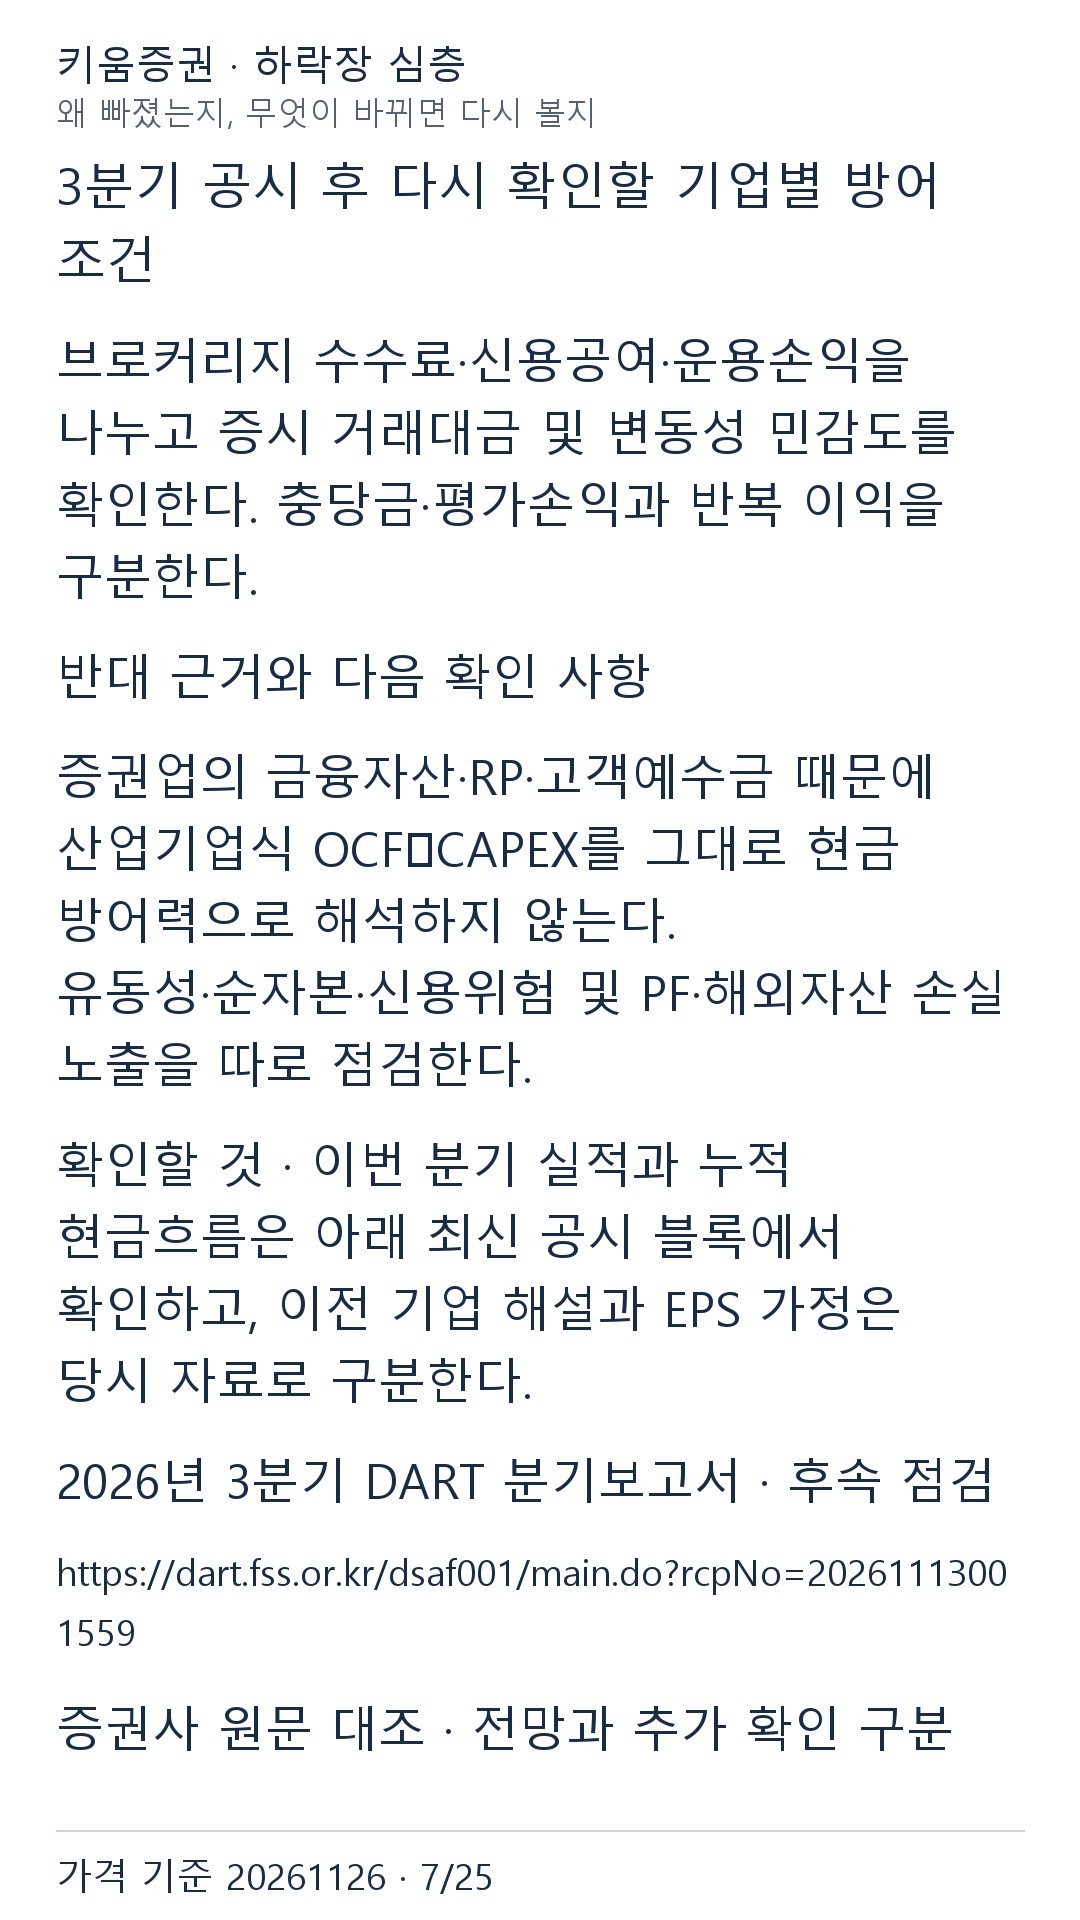 키움증권 · 하락장 심층
왜 빠졌는지, 무엇이 바뀌면 다시 볼지
3분기 공시 후 다시 확인할 기업별 방어
조건
브로커리지 수수료·신용공여·운용손익을
나누고 증시 거래대금 및 변동성 민감도를
확인한다. 충당금·평가손익과 반복 이익을
구분한다.
반대 근거와 다음 확인 사항
증권업의 금융자산·RP·고객예수금 때문에
산업기업식 OCF□CAPEX를 그대로 현금
방어력으로 해석하지 않는다.
유동성·순자본·신용위험 및 PF·해외자산 손실
노출을 따로 점검한다.
확인할 것 · 이번 분기 실적과 누적
현금흐름은 아래 최신 공시 블록에서
확인하고, 이전 기업 해설과 EPS 가정은
당시 자료로 구분한다.
2026년 3분기 DART 분기보고서 · 후속 점검
https://dart.fss.or.kr/dsaf001/main.do?rcpNo=2026111300
1559
증권사 원문 대조 · 전망과 추가 확인 구분
가격 기준 20261126 · 7/25